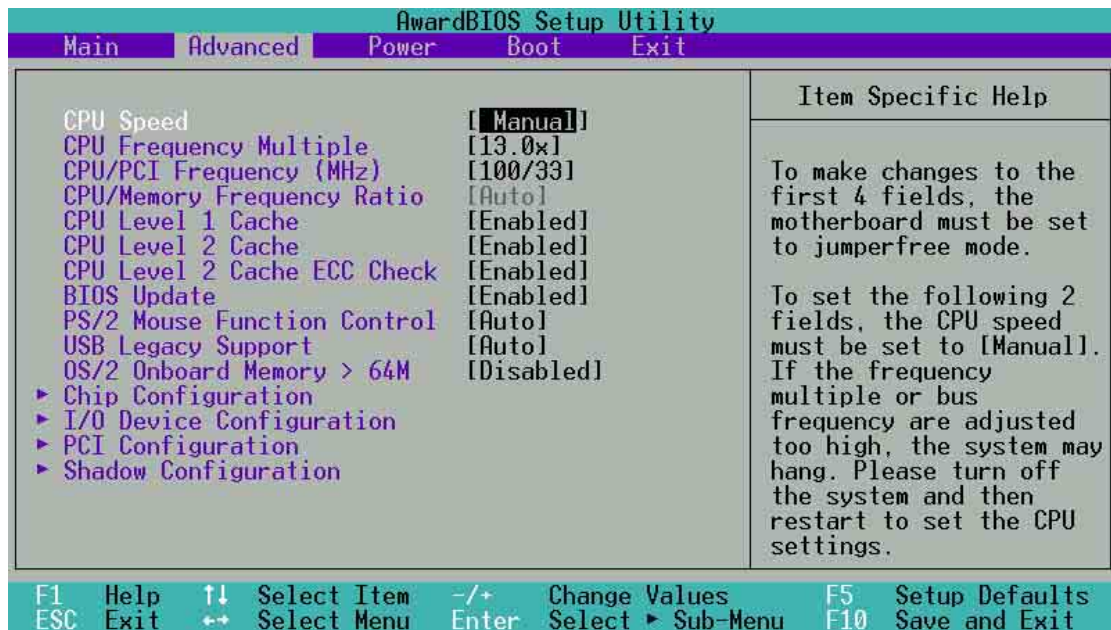 AwardBIOS Setup Utility
Main Advanced Power Boot Exit
CPU Speed [ Manual]
CPU Frequency Multiple [13.0x]
CPU/PCI Frequency (MHz) [100/33]
CPU/Memory Frequency Ratio [Auto]
CPU Level 1 Cache [Enabled]
CPU Level 2 Cache [Enabled]
CPU Level 2 Cache ECC Check [Enabled]
BIOS Update [Enabled]
PS/2 Mouse Function Control [Auto]
USB Legacy Support [Auto]
OS/2 Onboard Memory > 64M [Disabled]
► Chip Configuration
► I/O Device Configuration
► PCI Configuration
► Shadow Configuration
Item Specific Help
To make changes to the
first 4 fields, the
motherboard must be set
to jumperfree mode.
To set the following 2
fields, the CPU speed
must be set to [Manual].
If the frequency
multiple or bus
frequency are adjusted
too high, the system may
hang. Please turn off
the system and then
restart to set the CPU
settings.
F1 Help ↑↓ Select Item -/+ Change Values F5 Setup Defaults
ESC Exit ←→ Select Menu Enter Select ► Sub-Menu F10 Save and Exit